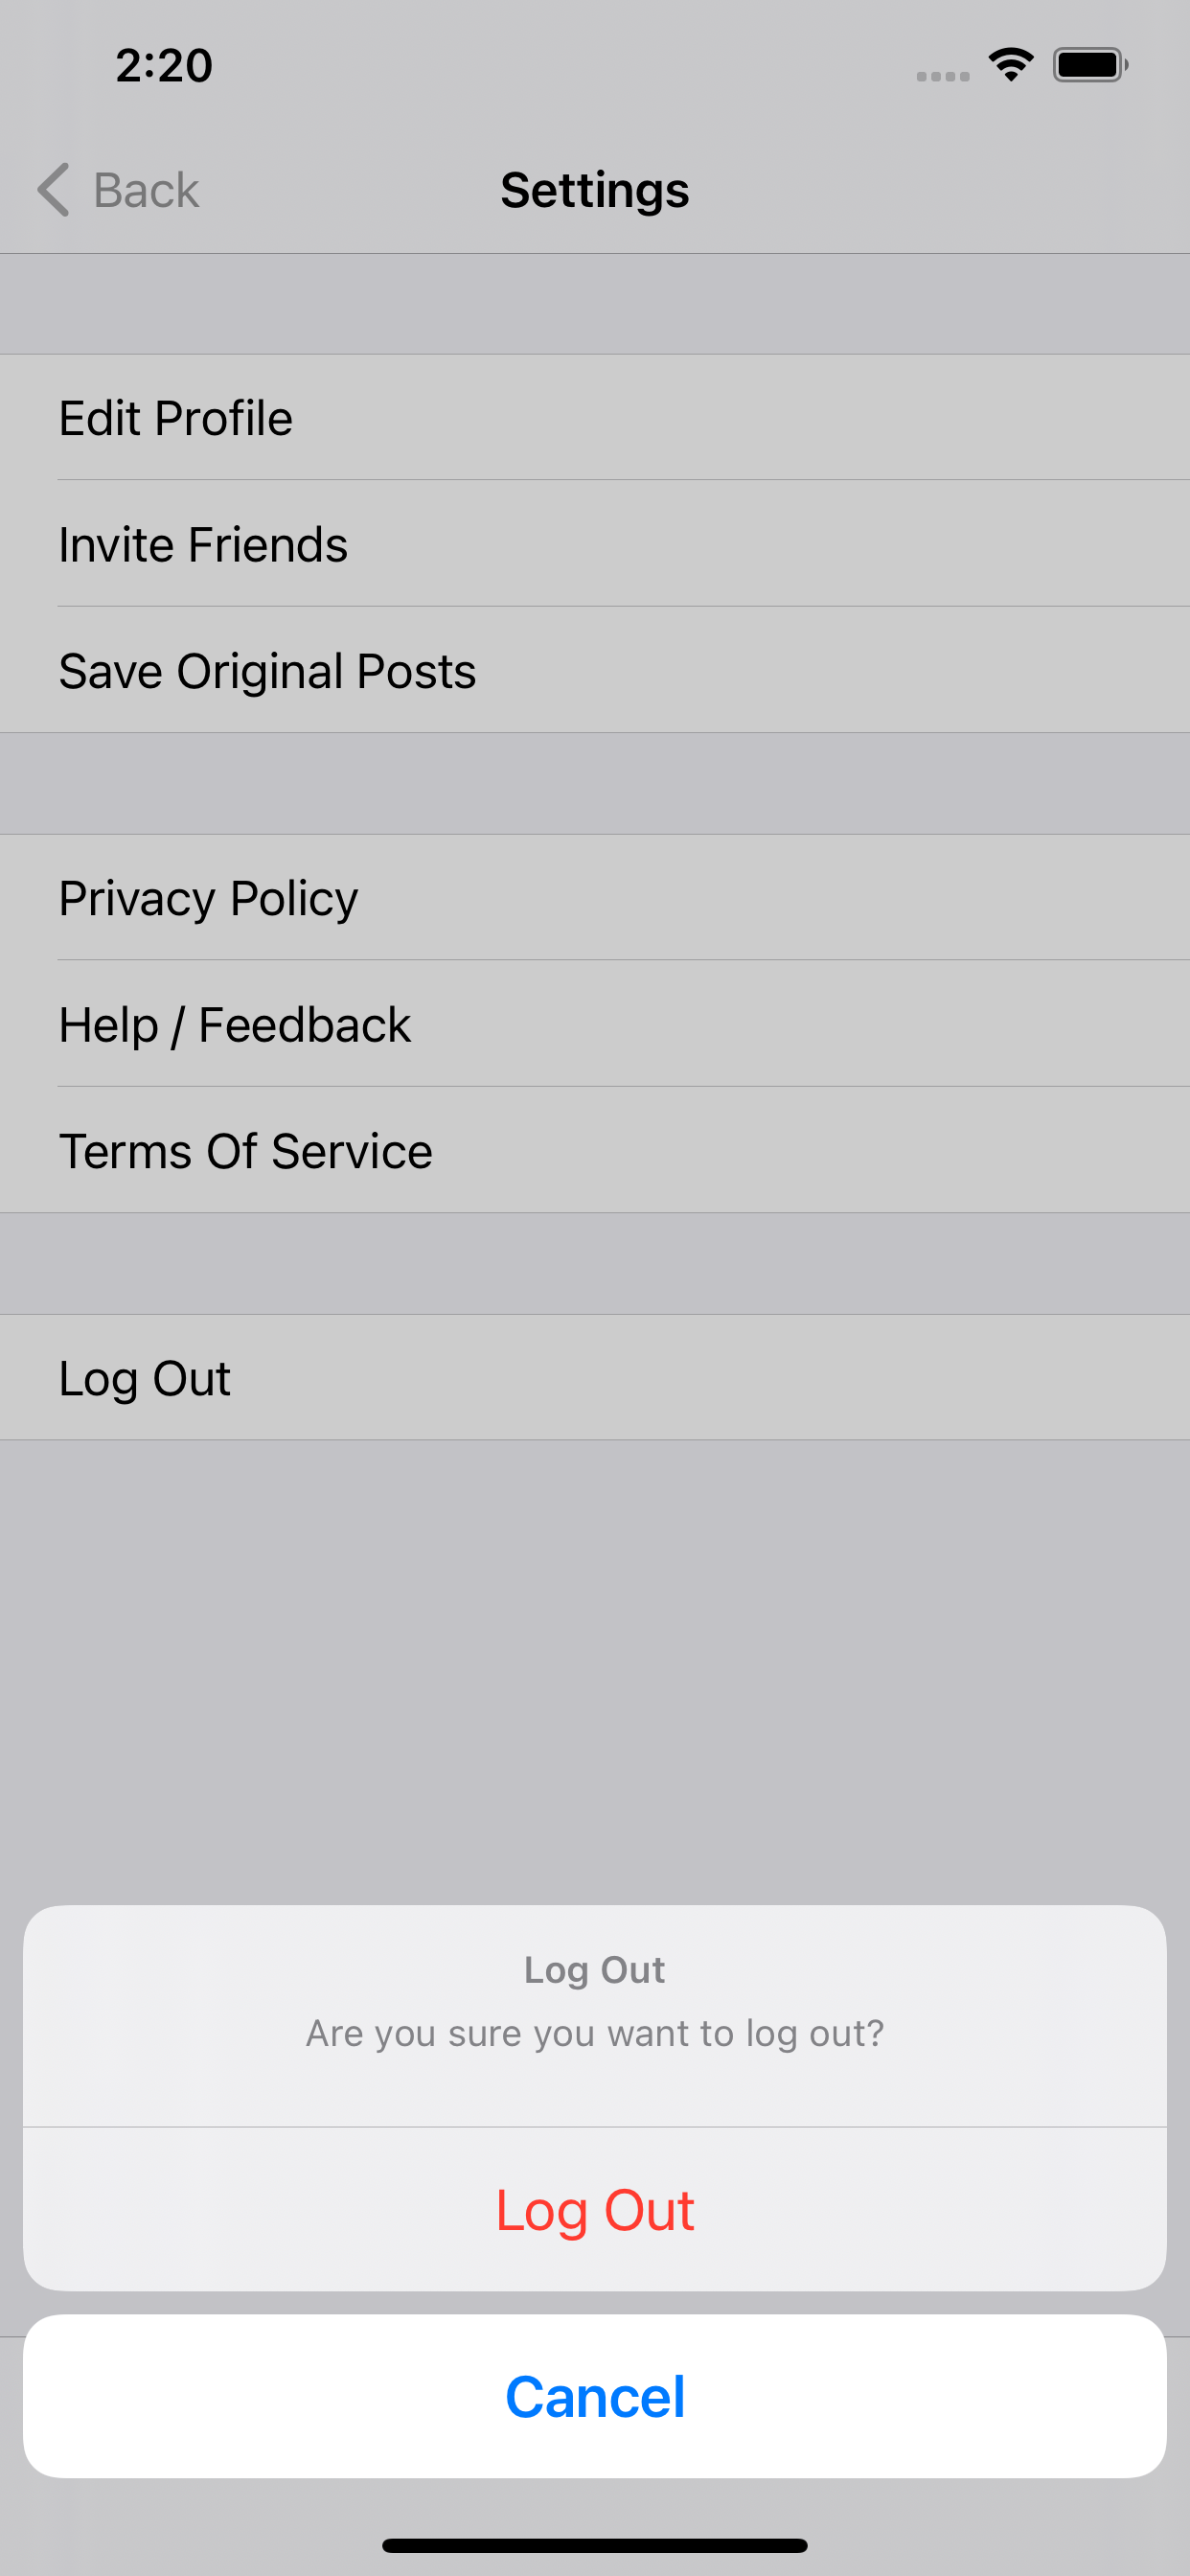 2:20
Back
Settings
Edit Profile
Invite Friends
Save Original Posts
Privacy Policy
Help / Feedback
Terms Of Service
Log Out
Log Out
Are you sure you want to log out?
Log Out
Cancel